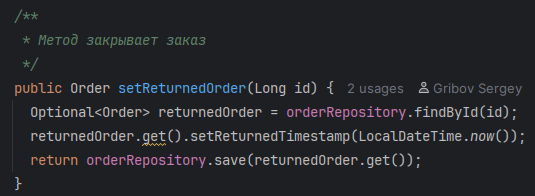 /**
 * Метод закрывает заказ
 */
public Order setReturnedOrder(Long id) { 2 usages Gribov Sergey
  Optional<Order> returnedOrder = orderRepository.findById(id);
  returnedOrder.get().setReturnedTimestamp(LocalDateTime.now());
  return orderRepository.save(returnedOrder.get());
}